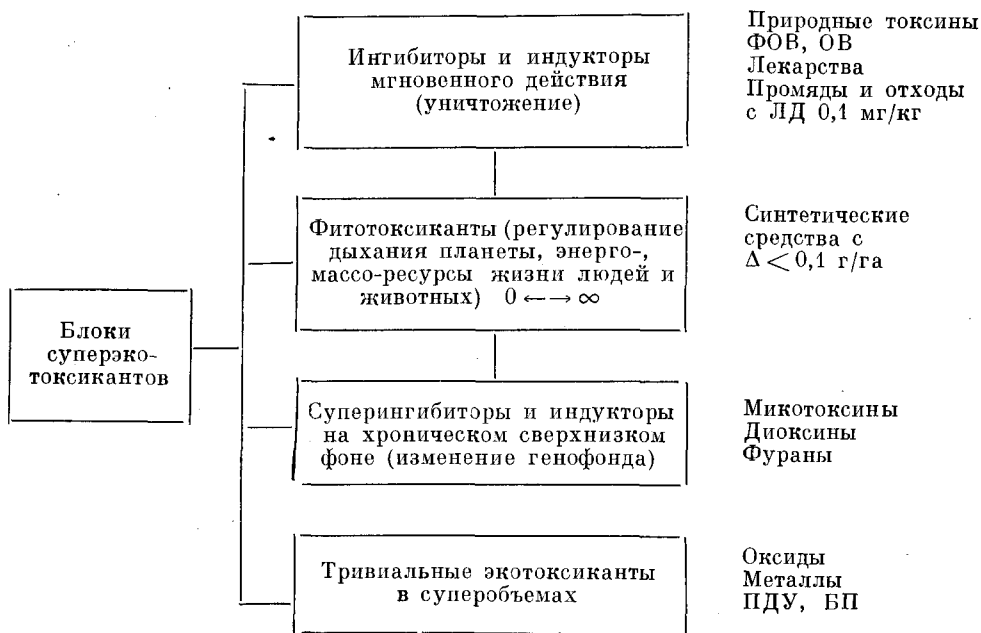 Ингибиторы и индукторы
мгновенного действия
(уничтожение)
Природные токсины
ФОВ, ОВ
Лекарства
Промяды и отходы
с ЛД 0,1 мг/кг
Фитотоксиканты (регулирование
дыхания планеты, энерго-,
массо-ресурсы жизни людей и
животных) 0 ←→ ∞
Синтетические
средства с
Δ < 0,1 г/га
Блоки
суперэко-
токсикантов
Суперингибиторы и индукторы
на хроническом сверхнизком
фоне (изменение генофонда)
Микотоксины
Диоксины
Фураны
Тривиальные экотоксиканты
в суперобъемах
Оксиды
Металлы
ПДУ, БП